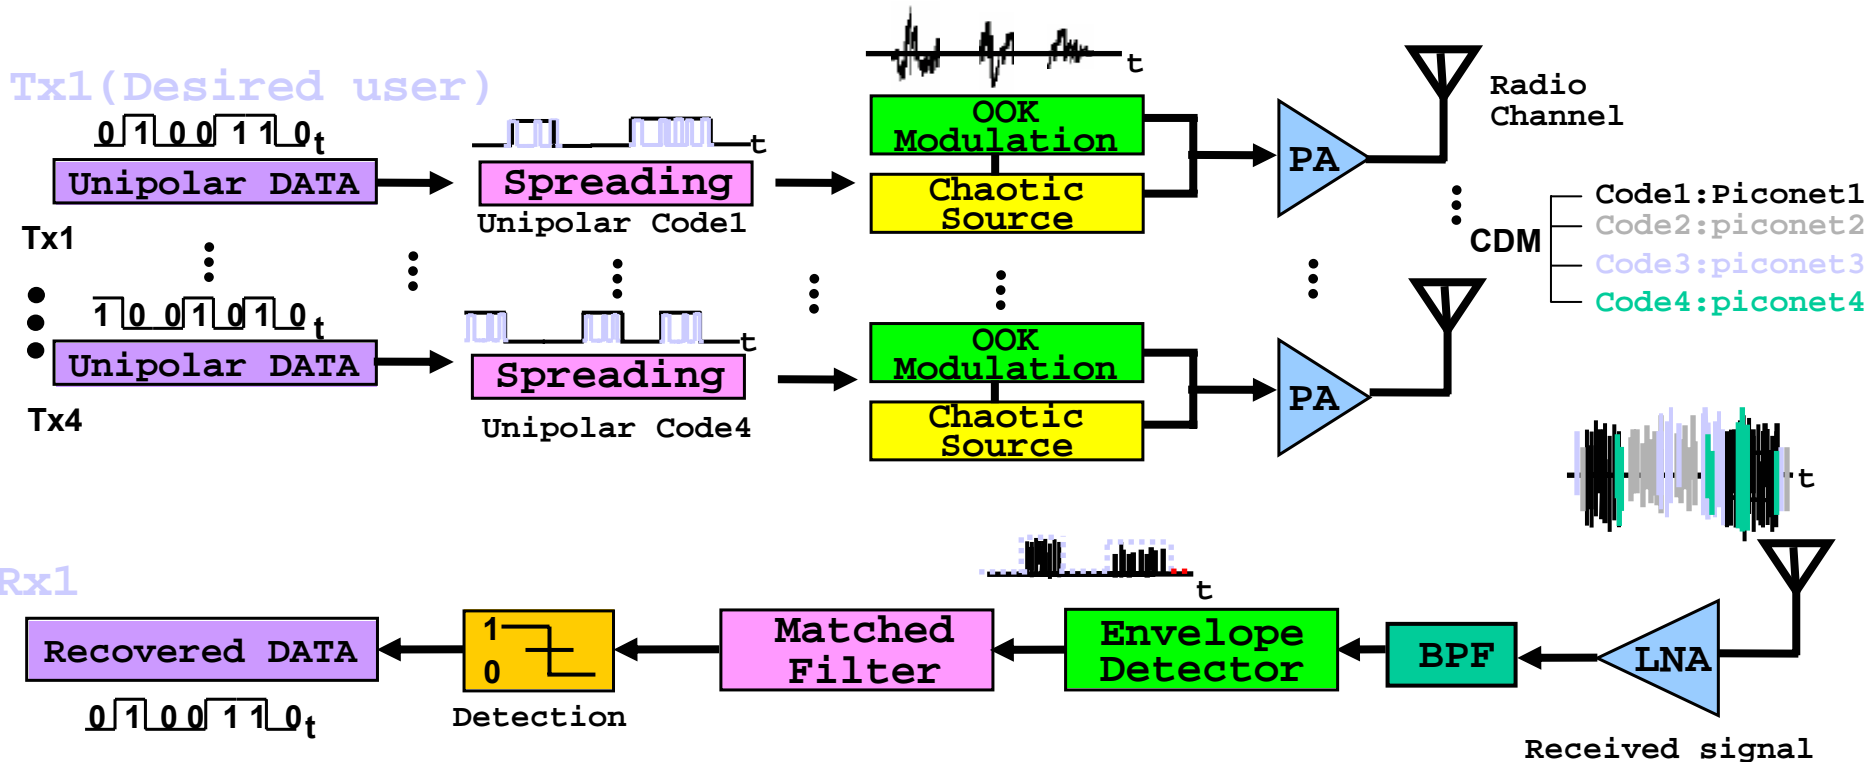 t
Tx1(Desired user)
Radio
Channel
0 1 0 0 1 1 0 t
t
OOK
Modulation
PA
Unipolar DATA
Spreading
Chaotic
Source
Unipolar Code1
Tx1
CDM
Code1:Piconet1
Code2:piconet2
Code3:piconet3
Code4:piconet4
1 0 0 1 0 1 0 t
t
OOK
Modulation
PA
Unipolar DATA
Spreading
Chaotic
Source
Tx4
Unipolar Code4
t
Rx1
t
Recovered DATA
1
0
Matched
Filter
Envelope
Detector
BPF
LNA
0 1 0 0 1 1 0 t
Detection
Received signal